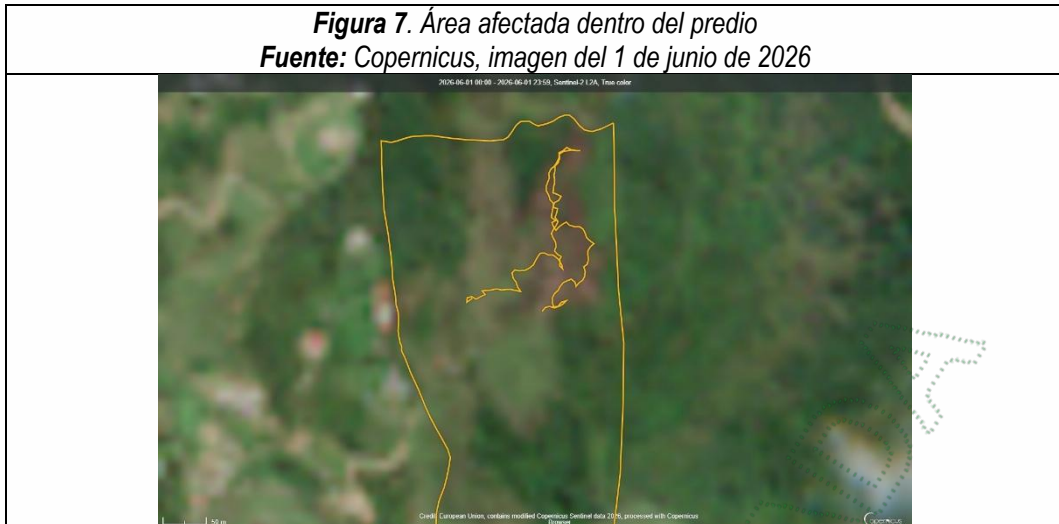 Figura 7. Área afectada dentro del predio
Fuente: Copernicus, imagen del 1 de junio de 2026
2026-06-01 00:00 - 2026-06-01 23:59, Sentinel-2 L2A, True color
Credit: European Union, contains modified Copernicus Sentinel data 2026, processed with Copernicus
Browser
50 m
opernicus